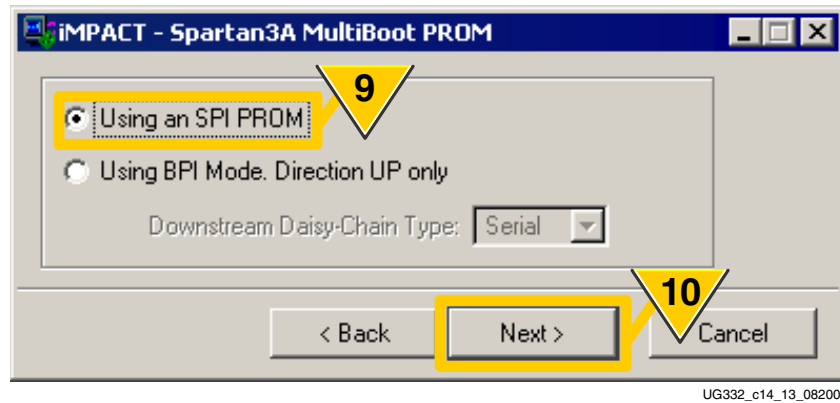 iMPACT - Spartan3A MultiBoot PROM
9
Using an SPI PROM
Using BPI Mode. Direction UP only
Downstream Daisy-Chain Type: Serial
10
< Back Next > Cancel
UG332_c14_13_08200